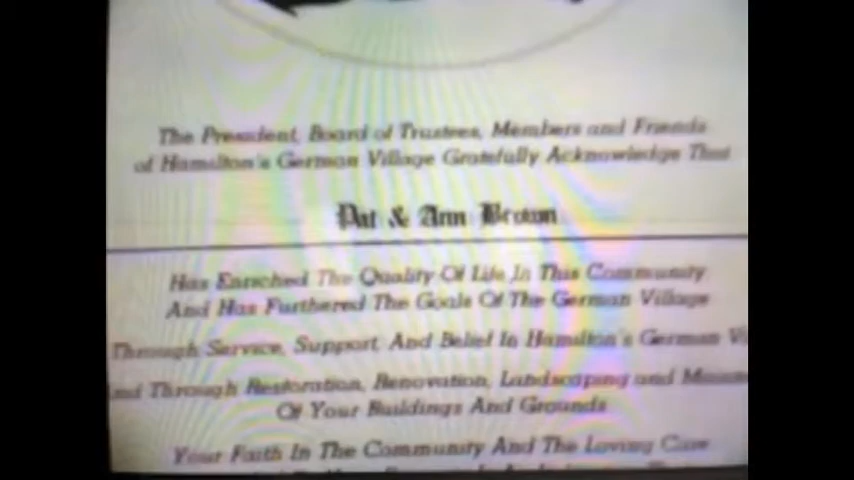 The President, Board of Trustees, Members and Friends
of Hamilton's German Village Gratefully Acknowledge That
Pat & Ann Brown
Has Enriched The Quality Of Life In This Community
And Has Furthered The Goals Of The German Village
Through Service, Support, And Belief In Hamilton's German
Through Restoration, Renovation, Landscaping and
Of Your Buildings And Grounds
Your Faith In The Community And The Loving Care